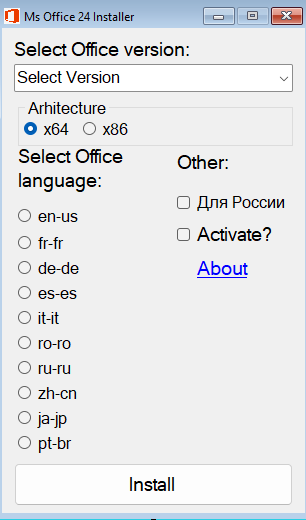 Ms Office 24 Installer
Select Office version:
Select Version
Arhitecture
x64
x86
Select Office
language:
en-us
fr-fr
de-de
es-es
it-it
ro-ro
ru-ru
zh-cn
ja-jp
pt-br
Other:
Для России
Activate?
About
Install